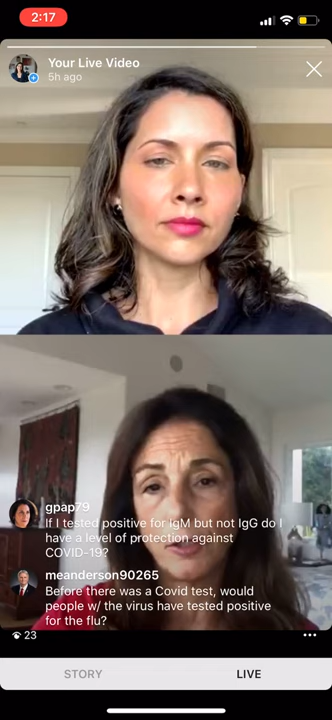 2:17
Your Live Video
5h ago
gpap79
If I tested positive for IgM but not IgG do I
have a level of protection against
COVID-19?
meanderson90265
Before there was a Covid test, would
people w/ the virus have tested positive
for the flu?
23
STORY
LIVE